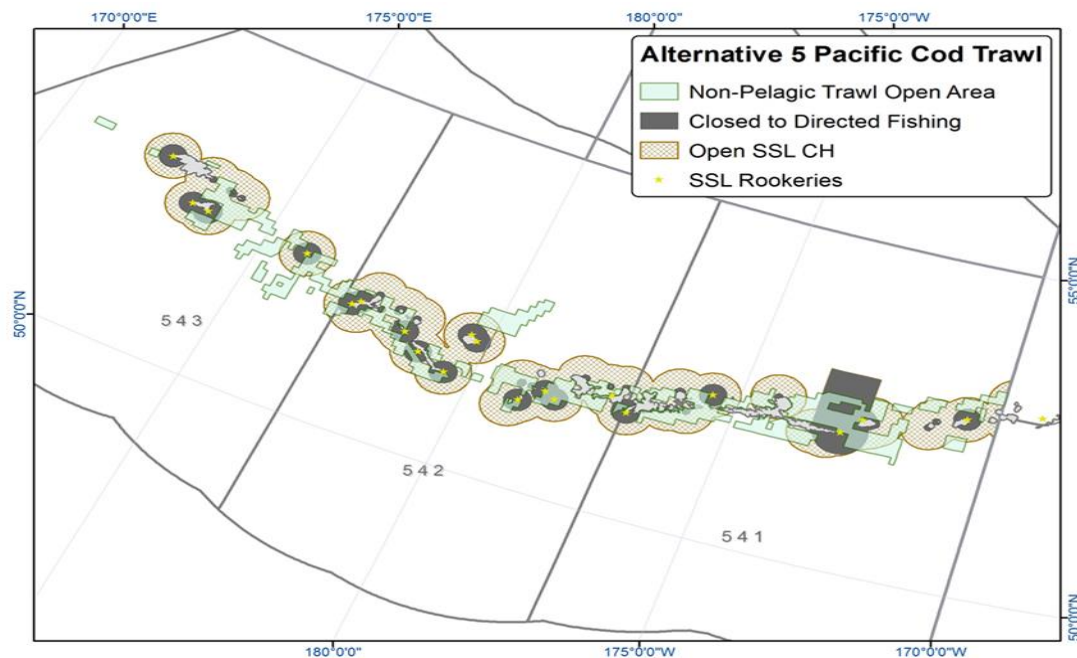 170°0'0"E
175°0'0"E
180°0'0"
175°0'0"W
Alternative 5 Pacific Cod Trawl
Non-Pelagic Trawl Open Area
Closed to Directed Fishing
Open SSL CH
SSL Rookeries
50°0'0"N
55°0'0"N
5 4 3
5 4 2
5 4 1
50°0'0"N
180°0'0"
175°0'0"W
170°0'0"W